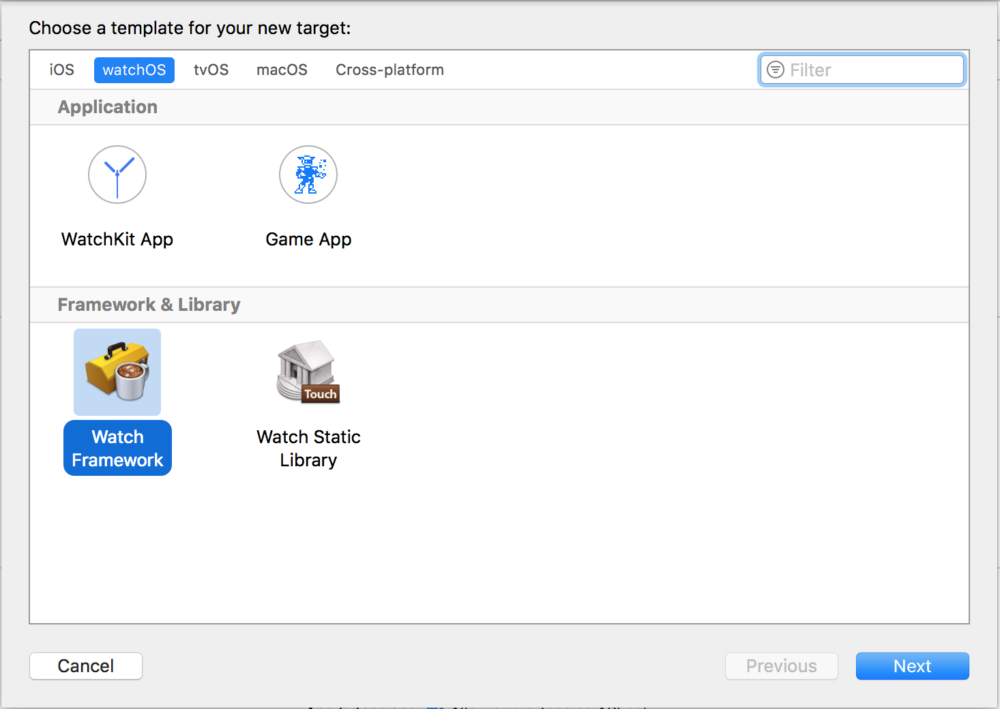 Choose a template for your new target:
iOS watchOS tvOS macOS Cross-platform Filter
Application
WatchKit App Game App
Framework & Library
Touch
Watch Framework
Watch Static Library
Cancel Previous Next